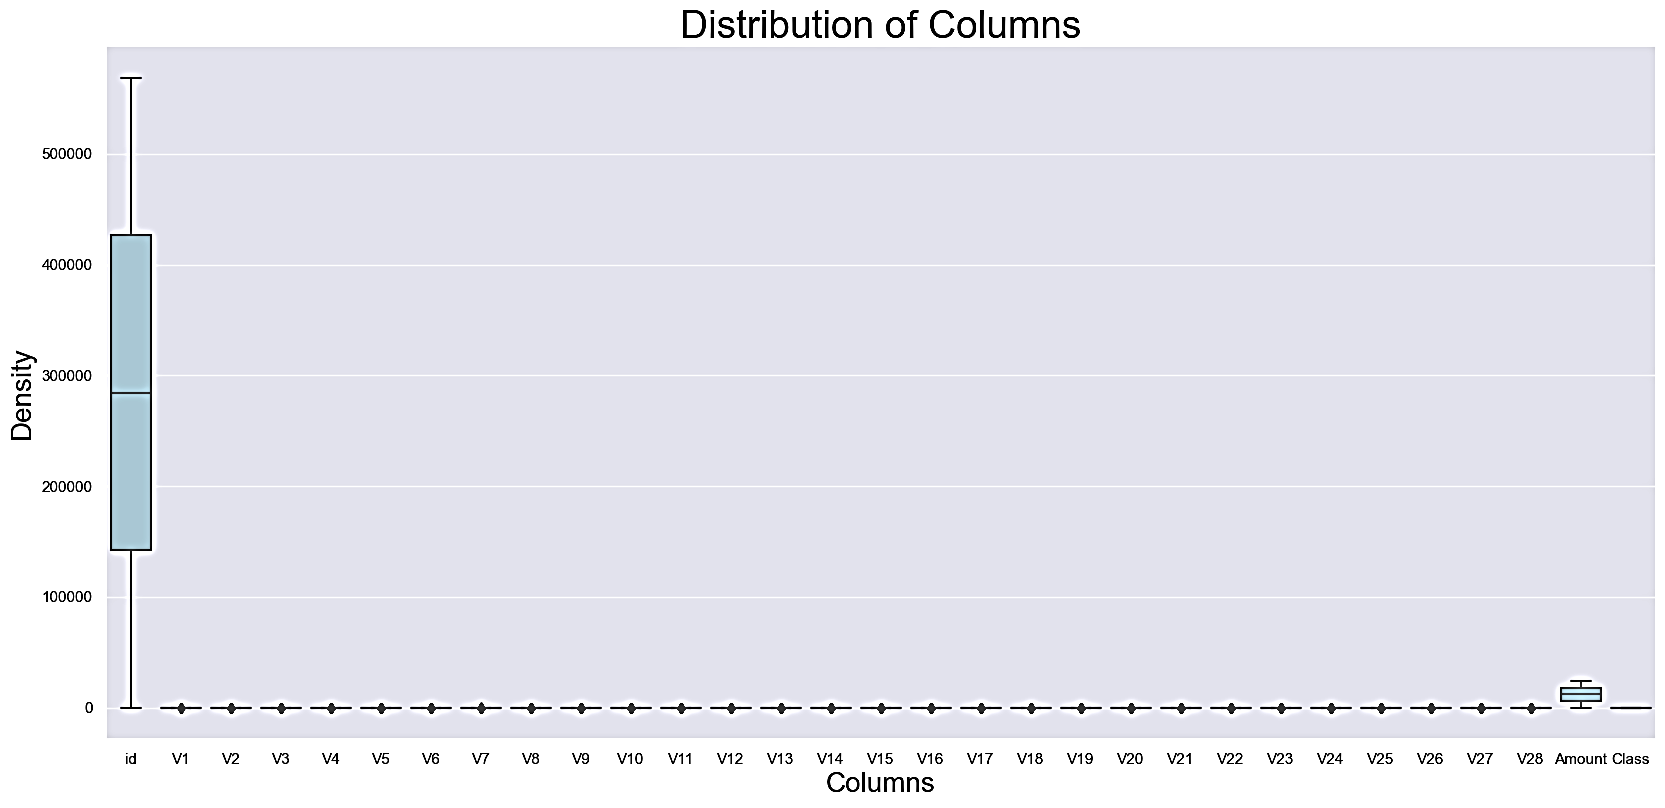 Distribution of Columns
Density
500000
400000
300000
200000
100000
0
id V1 V2 V3 V4 V5 V6 V7 V8 V9 V10 V11 V12 V13 V14 V15 V16 V17 V18 V19 V20 V21 V22 V23 V24 V25 V26 V27 V28 Amount Class
Columns